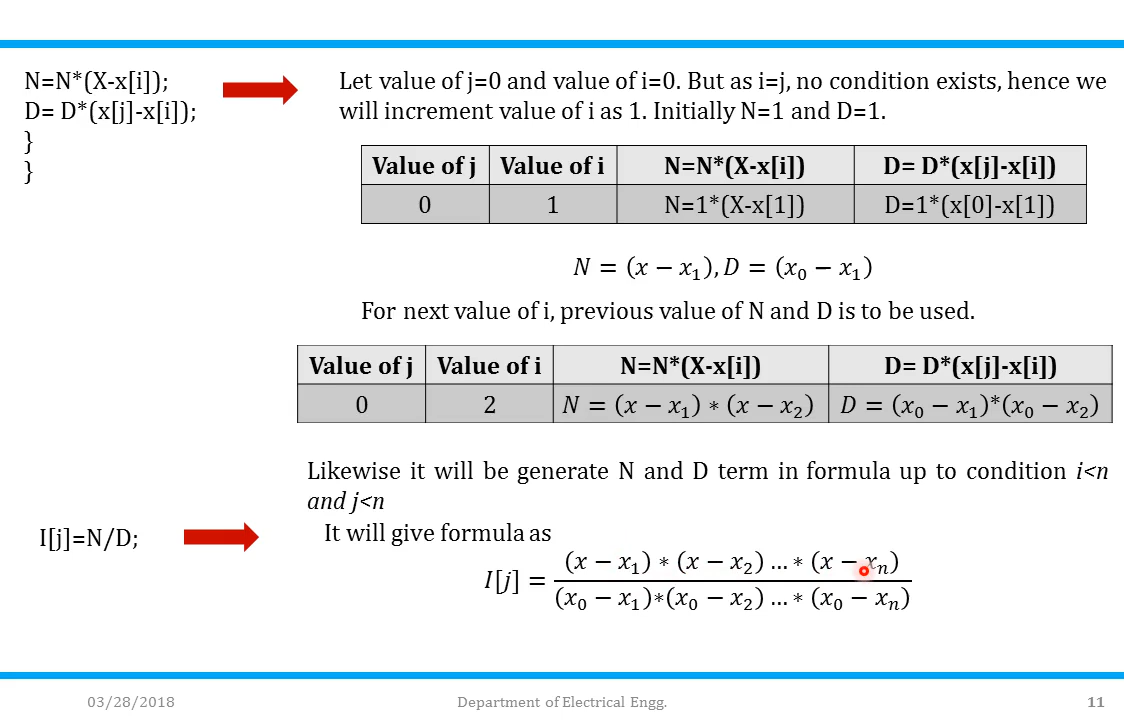 N=N*(X-x[i]);
D= D*(x[j]-x[i]);
}
}
Let value of j=0 and value of i=0. But as i=j, no condition exists, hence we
will increment value of i as 1. Initially N=1 and D=1.
Value of j Value of i N=N*(X-x[i]) D= D*(x[j]-x[i])
0 1 N=1*(X-x[1]) D=1*(x[0]-x[1])
𝑁 = (𝑥 − 𝑥₁), 𝐷 = (𝑥₀ − 𝑥₁)
For next value of i, previous value of N and D is to be used.
Value of j Value of i N=N*(X-x[i]) D= D*(x[j]-x[i])
0 2 𝑁 = (𝑥 − 𝑥₁) ∗ (𝑥 − 𝑥₂) 𝐷 = (𝑥₀ − 𝑥₁)*(𝑥₀ − 𝑥₂)
Likewise it will be generate N and D term in formula up to condition i<n
and j<n
I[j]=N/D;
It will give formula as
(𝑥 − 𝑥₁) ∗ (𝑥 − 𝑥₂) … ∗ (𝑥 − 𝑥ₙ)
𝐼[𝑗] =
(𝑥₀ − 𝑥₁)∗(𝑥₀ − 𝑥₂) … ∗ (𝑥₀ − 𝑥ₙ)
03/28/2018 Department of Electrical Engg. 11